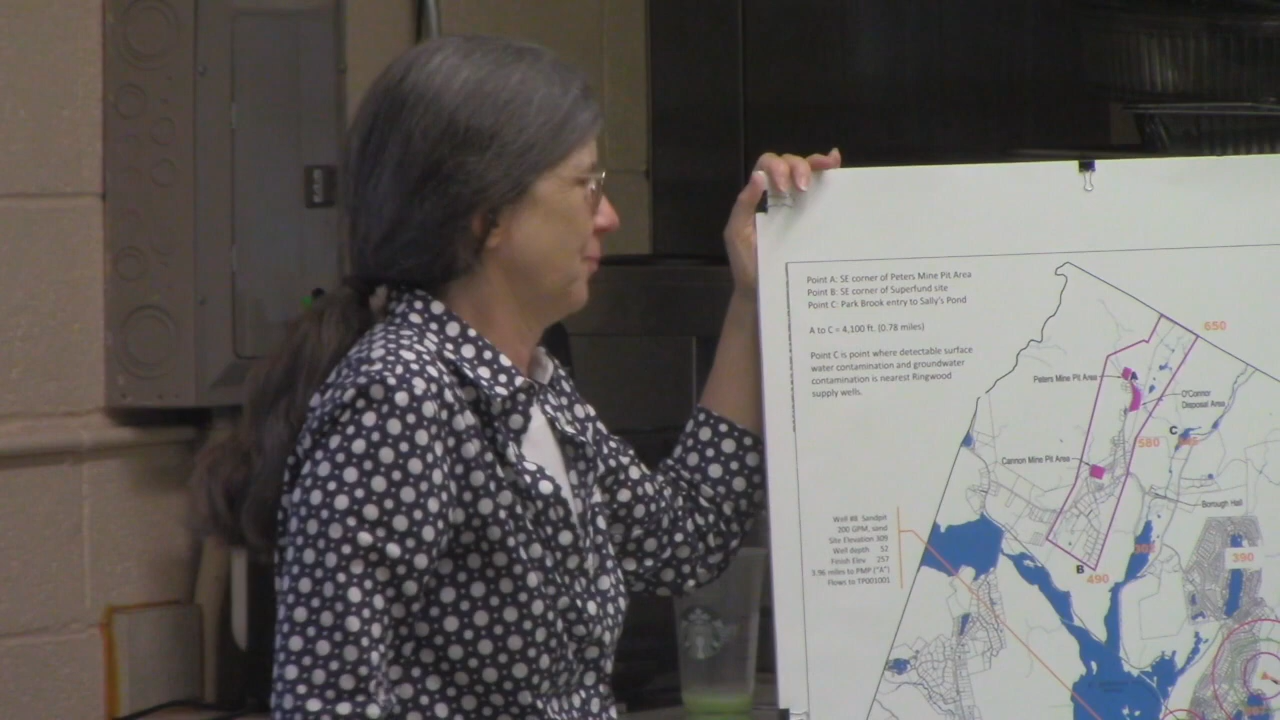 Point A: SE corner of Peters Mine Pit Area
Point B: SE corner of Superfund site
Point C: Park Brook entry to Sally's Pond
A to C = 4,100 ft. (0.78 miles)
Point C is point where detectable surface
water contamination and groundwater
contamination is nearest Ringwood
supply wells.
650
Peters Mine Pit Area
A
O'Connor
Disposal Area
C
580
Cannon Mine Pit Area
Borough Hall
Well #8 Sandpit
200 GPM, sand
Site Elevation 309
Well depth 52
Finish Elev 257
3.96 miles to PMP ("A")
Flows to TP001001
390
B
490